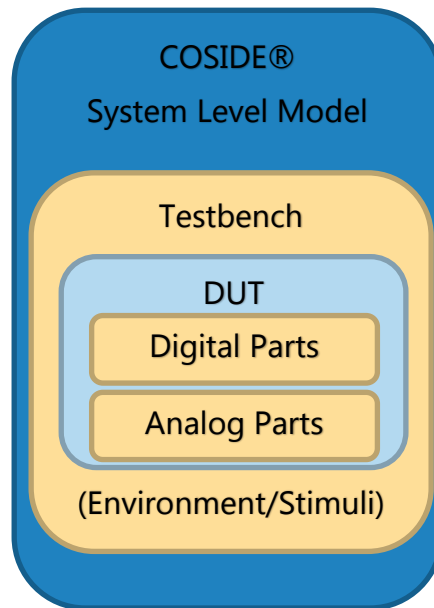 COSIDE®
System Level Model
Testbench
DUT
Digital Parts
Analog Parts
(Environment/Stimuli)